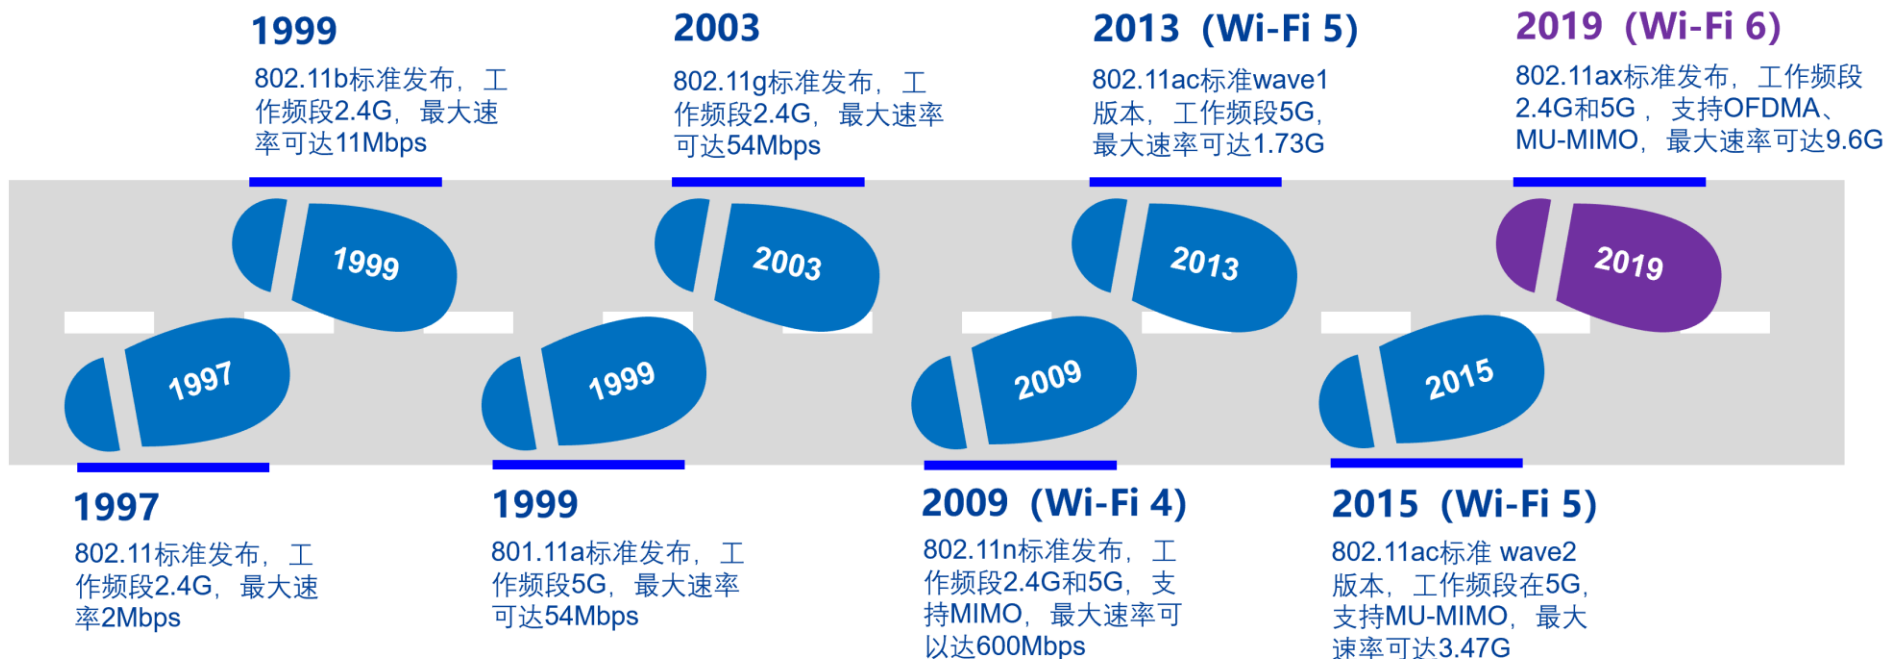 1999
802.11b标准发布，工
作频段2.4G，最大速
率可达11Mbps
2003
802.11g标准发布，工
作频段2.4G，最大速率
可达54Mbps
2013（Wi-Fi 5)
802.11ac标准wave1
版本，工作频段5G，
最大速率可达1.73G
2019（Wi-Fi 6)
802.11ax标准发布，工作频段
2.4G和5G ，支持OFDMA、
MU-MIMO，最大速率可达9.6G
1999
2003
2013
2019
1997
1999
2009
2015
1997
802.11标准发布，工
作频段2.4G，最大速
率2Mbps
1999
801.11a标准发布，工
作频段5G，最大速率
可达54Mbps
2009（Wi-Fi 4)
802.11n标准发布，工
作频段2.4G和5G，支
持MIMO，最大速率可
以达600Mbps
2015（Wi-Fi 5)
802.11ac标准 wave2
版本，工作频段在5G，
支持MU-MIMO，最大
速率可达3.47G